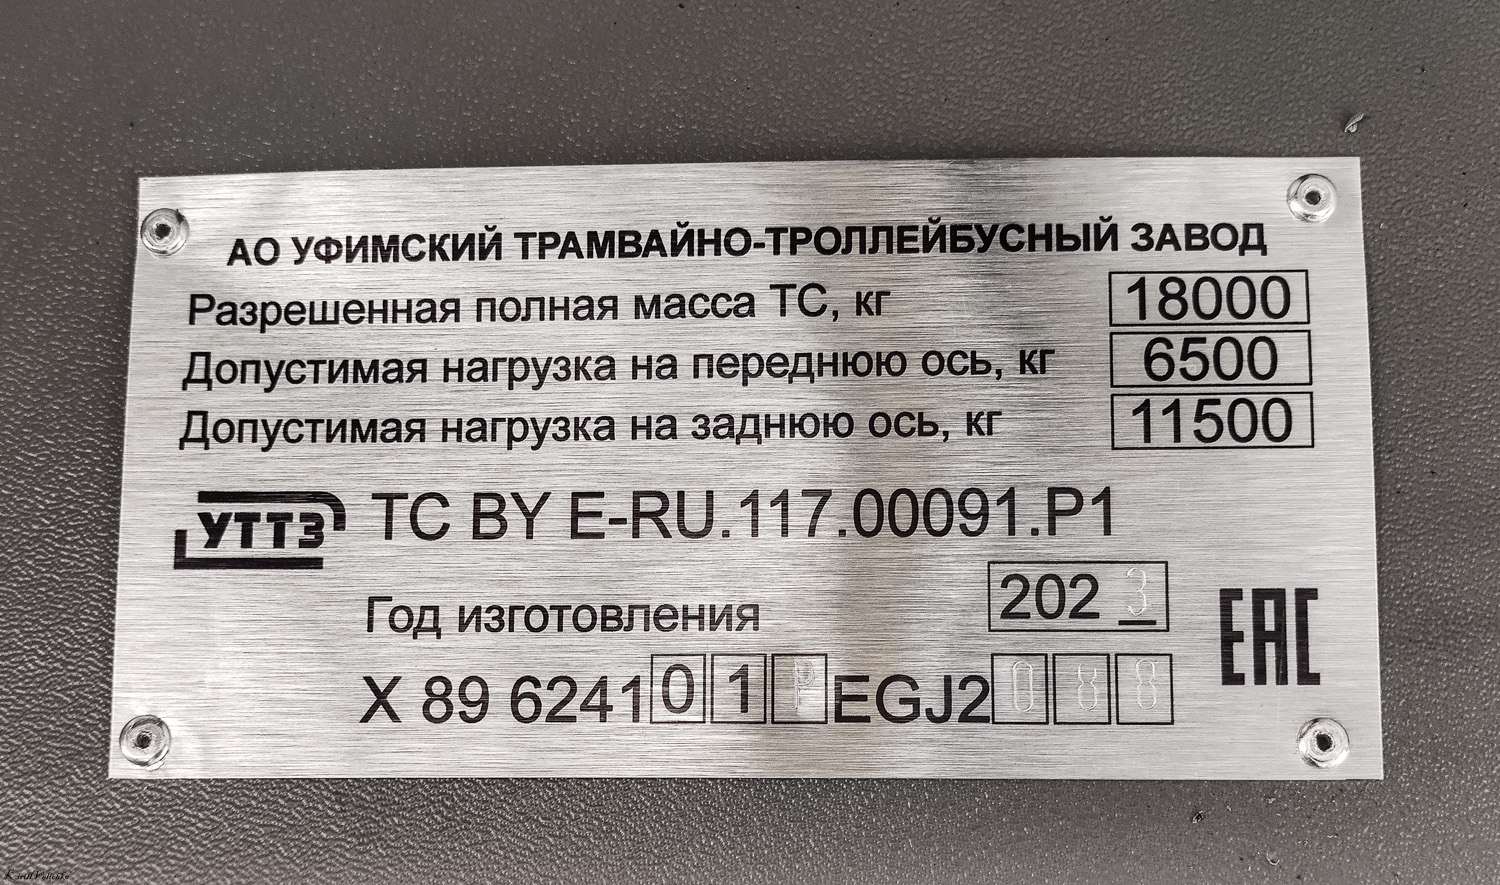 АО УФИМСКИЙ ТРАМВАЙНО-ТРОЛЛЕЙБУСНЫЙ ЗАВОД
Разрешенная полная масса ТС, кг 18000
Допустимая нагрузка на переднюю ось, кг 6500
Допустимая нагрузка на заднюю ось, кг 11500
УТТЗ ТС BY E-RU.117.00091.P1
Год изготовления 2023
EAC
X 89 624101PEGJ2088